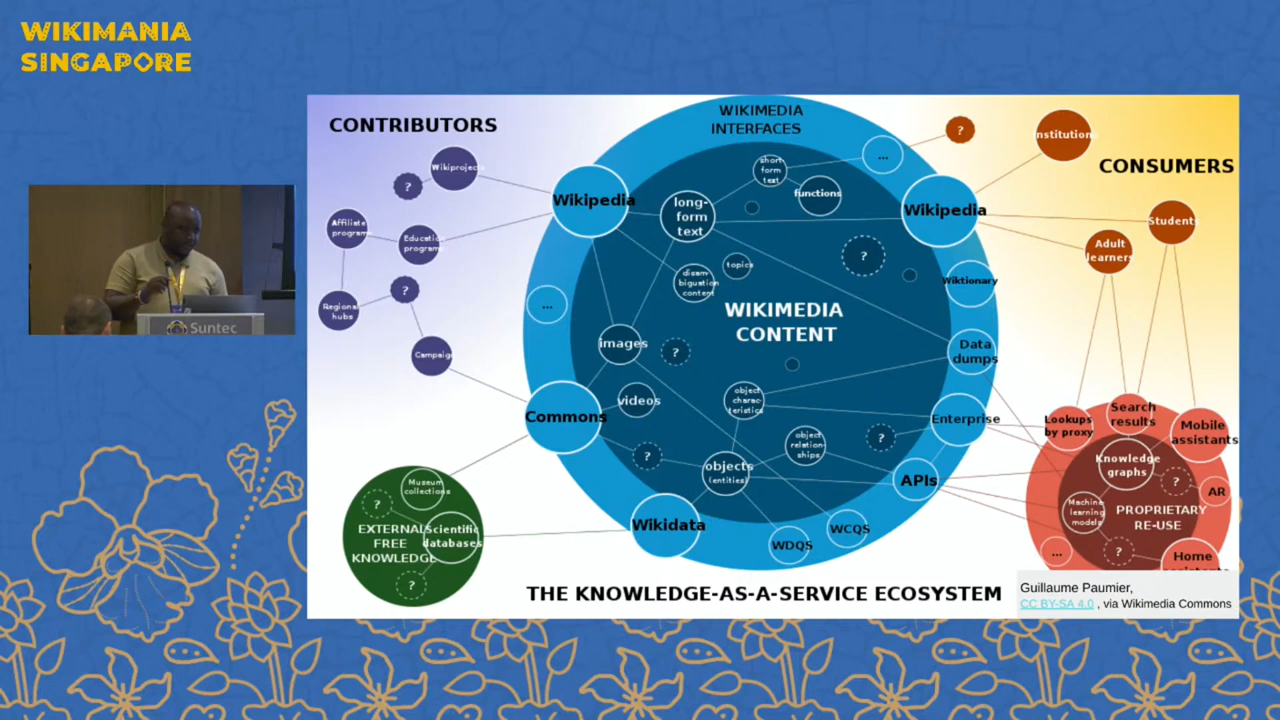 WIKIMANIA
SINGAPORE
Suntec
CONTRIBUTORS
Wikiprojec
?
Affiliate
programs
Education
programs
?
Regional
hubs
Campaig
WIKIMEDIA
INTERFACES
Wikipedia
...
Commons
Wikidata
WDQS
WCQS
APIs
Enterprise
Data
dumps
Wiktionary
Wikipedia
...
WIKIMEDIA
CONTENT
short
form
text
functions
long-
form
text
?
topics
disam-
biguation
content
images
?
videos
object
charac-
teristics
object
relation-
ships
?
?
objects
(entities)
CONSUMERS
?
nstitution
Students
Adult
learners
Lookups
by proxy
Search
results
Mobile
assistants
Knowledge
graphs
?
AR
Machine
learning
models
PROPRIETARY
RE-USE
...
?
Home
EXTERNAL
FREE
KNOWLEDGE
Museum
collections
?
Scientific
databases
?
THE KNOWLEDGE-AS-A-SERVICE ECOSYSTEM
Guillaume Paumier,
CC BY-SA 4.0 , via Wikimedia Commons